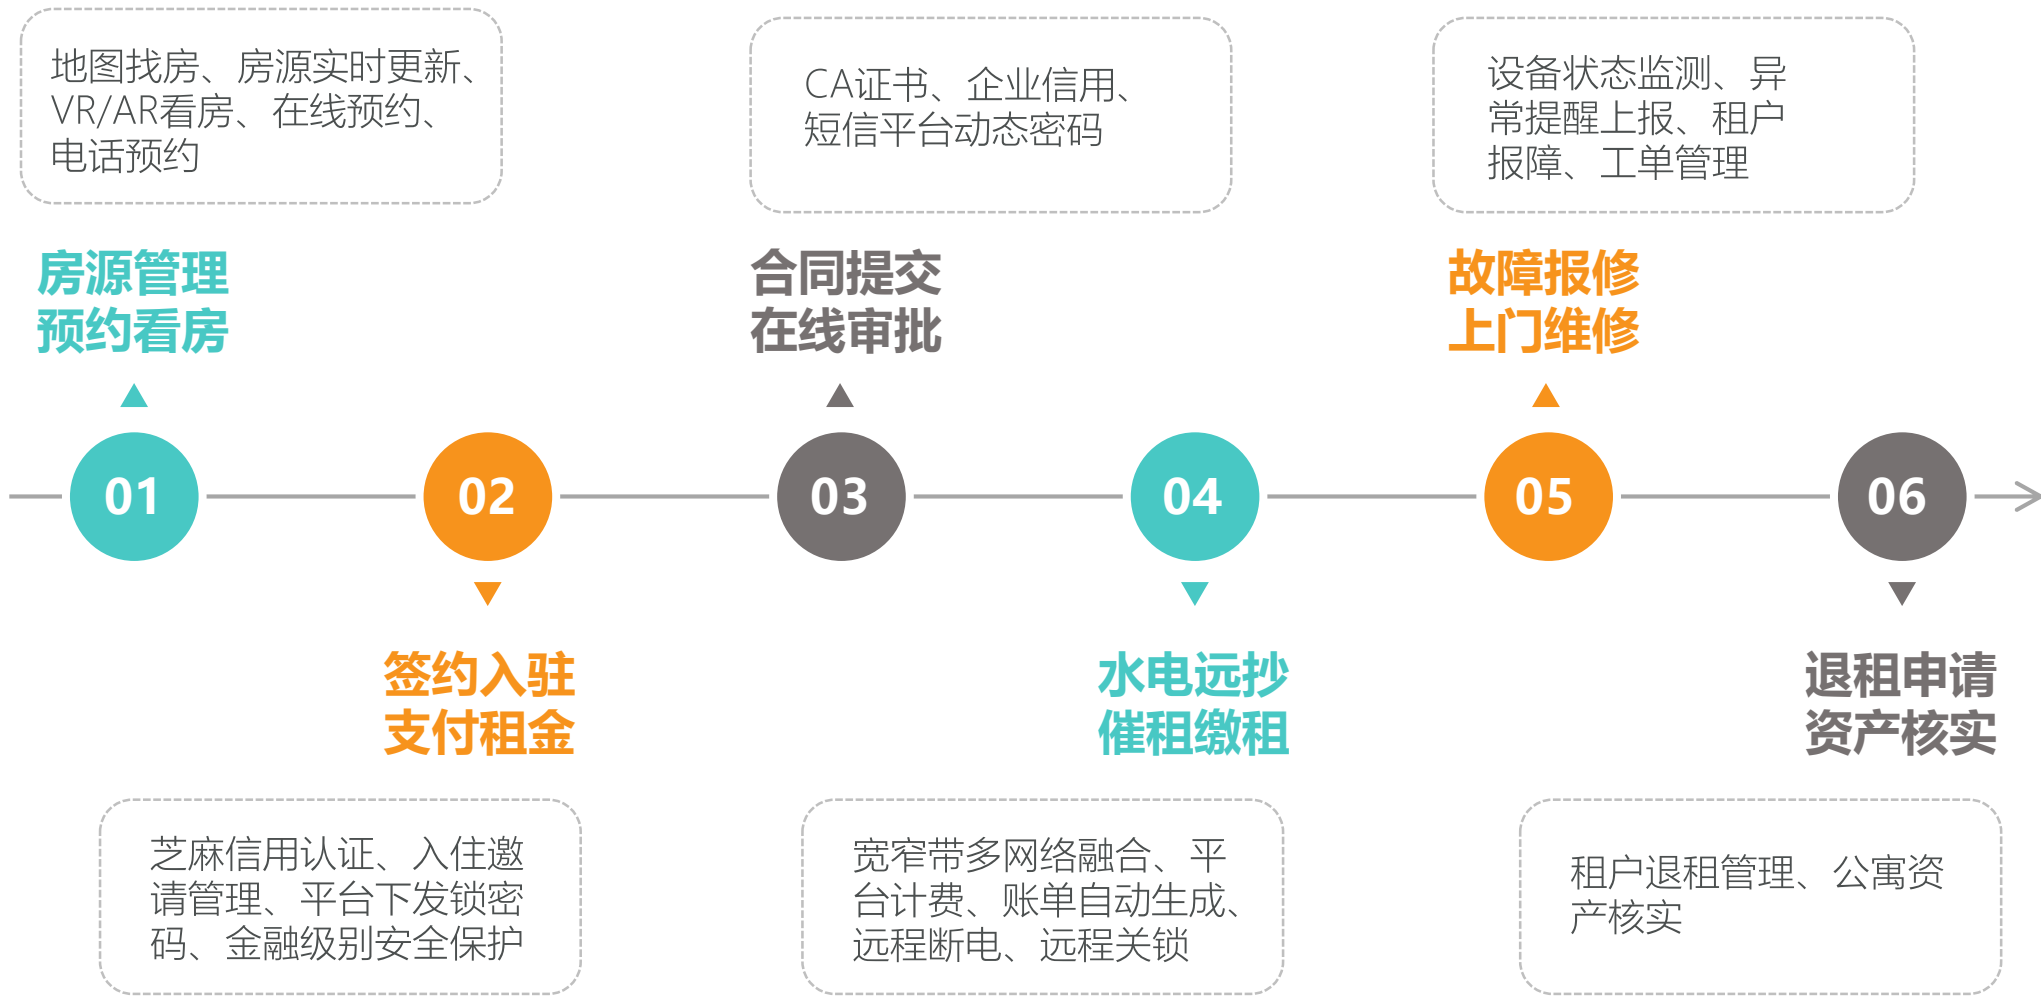 地图找房、房源实时更新、
VR/AR看房、在线预约、
电话预约
房源管理
预约看房
01
签约入驻
支付租金
02
芝麻信用认证、入住邀
请管理、平台下发锁密
码、金融级别安全保护
CA证书、企业信用、
短信平台动态密码
合同提交
在线审批
03
04
水电远抄
催租缴租
宽窄带多网络融合、平
台计费、账单自动生成、
远程断电、远程关锁
设备状态监测、异
常提醒上报、租户
报障、工单管理
故障报修
上门维修
05
06
退租申请
资产核实
租户退租管理、公寓资
产核实